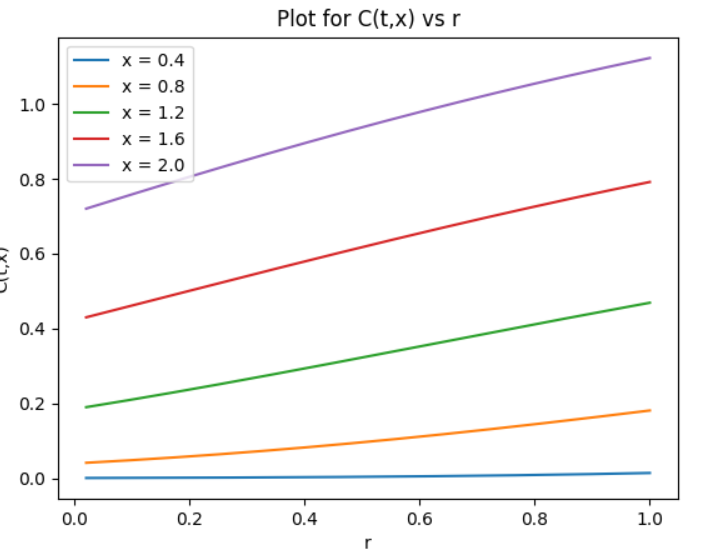 Plot for C(t,x) vs r
x = 0.4
x = 0.8
x = 1.2
x = 1.6
x = 2.0
C(t,x)
1.0
0.8
0.6
0.4
0.2
0.0
0.0 0.2 0.4 0.6 0.8 1.0
r